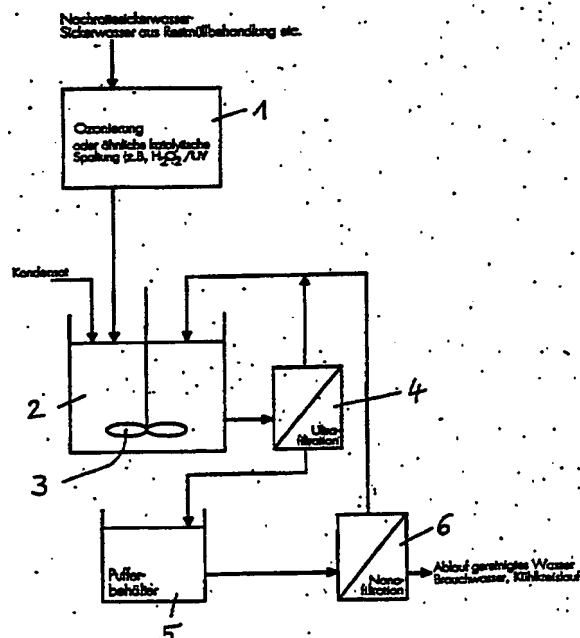 Nachrottesickerwasser-
Sickerwasser aus Restmüllbehandlung etc.
1
Ozonierung
oder ähnliche katalytische
Spaltung (z.B. H2O2 /UV
Kondensat
2
3
4
Ultra-
filtration
Puffer-
behälter
5
6
Nano-
filtration
Ablauf gereinigtes Wasser
Brauchwasser, Kühlkreislauf